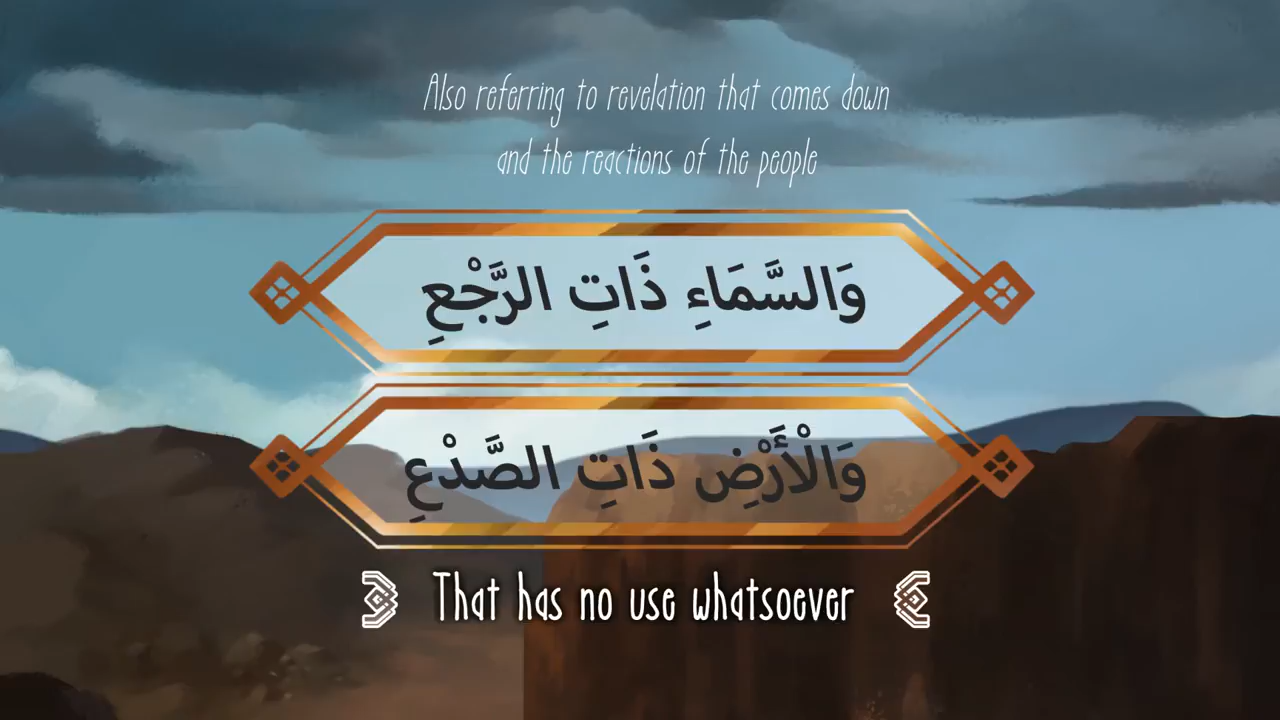 Also referring to revelation that comes down
and the reactions of the people
وَالسَّمَاءِ ذَاتِ الرَّجْعِ
وَالْأَرْضِ ذَاتِ الصَّدْعِ
That has no use whatsoever